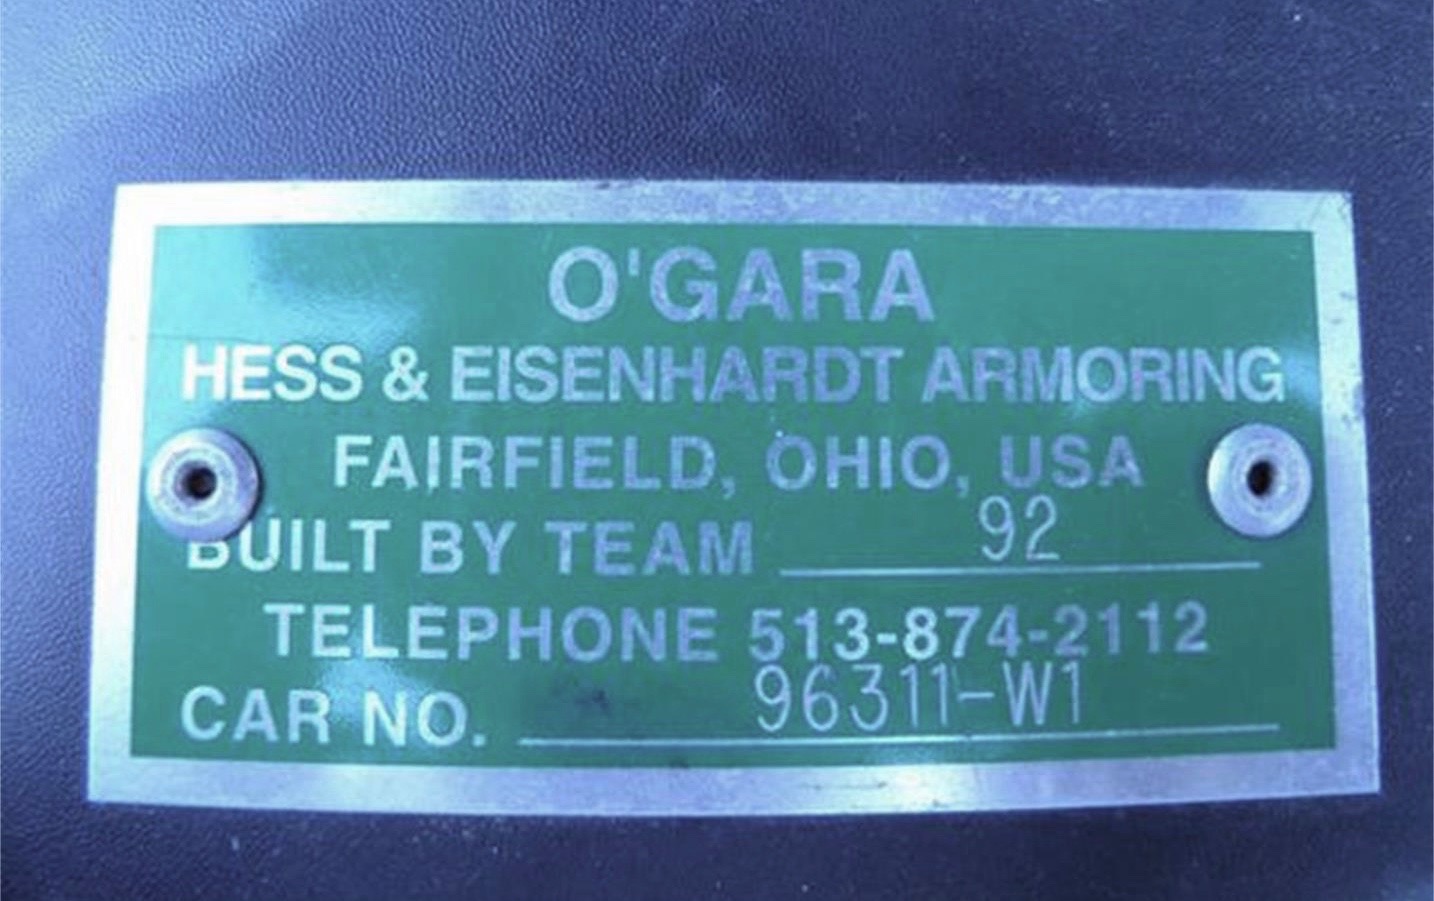 O'GARA
HESS & EISENHARDT ARMORING
FAIRFIELD, OHIO, USA
BUILT BY TEAM 92
TELEPHONE 513-874-2112
CAR NO. 96311-W1